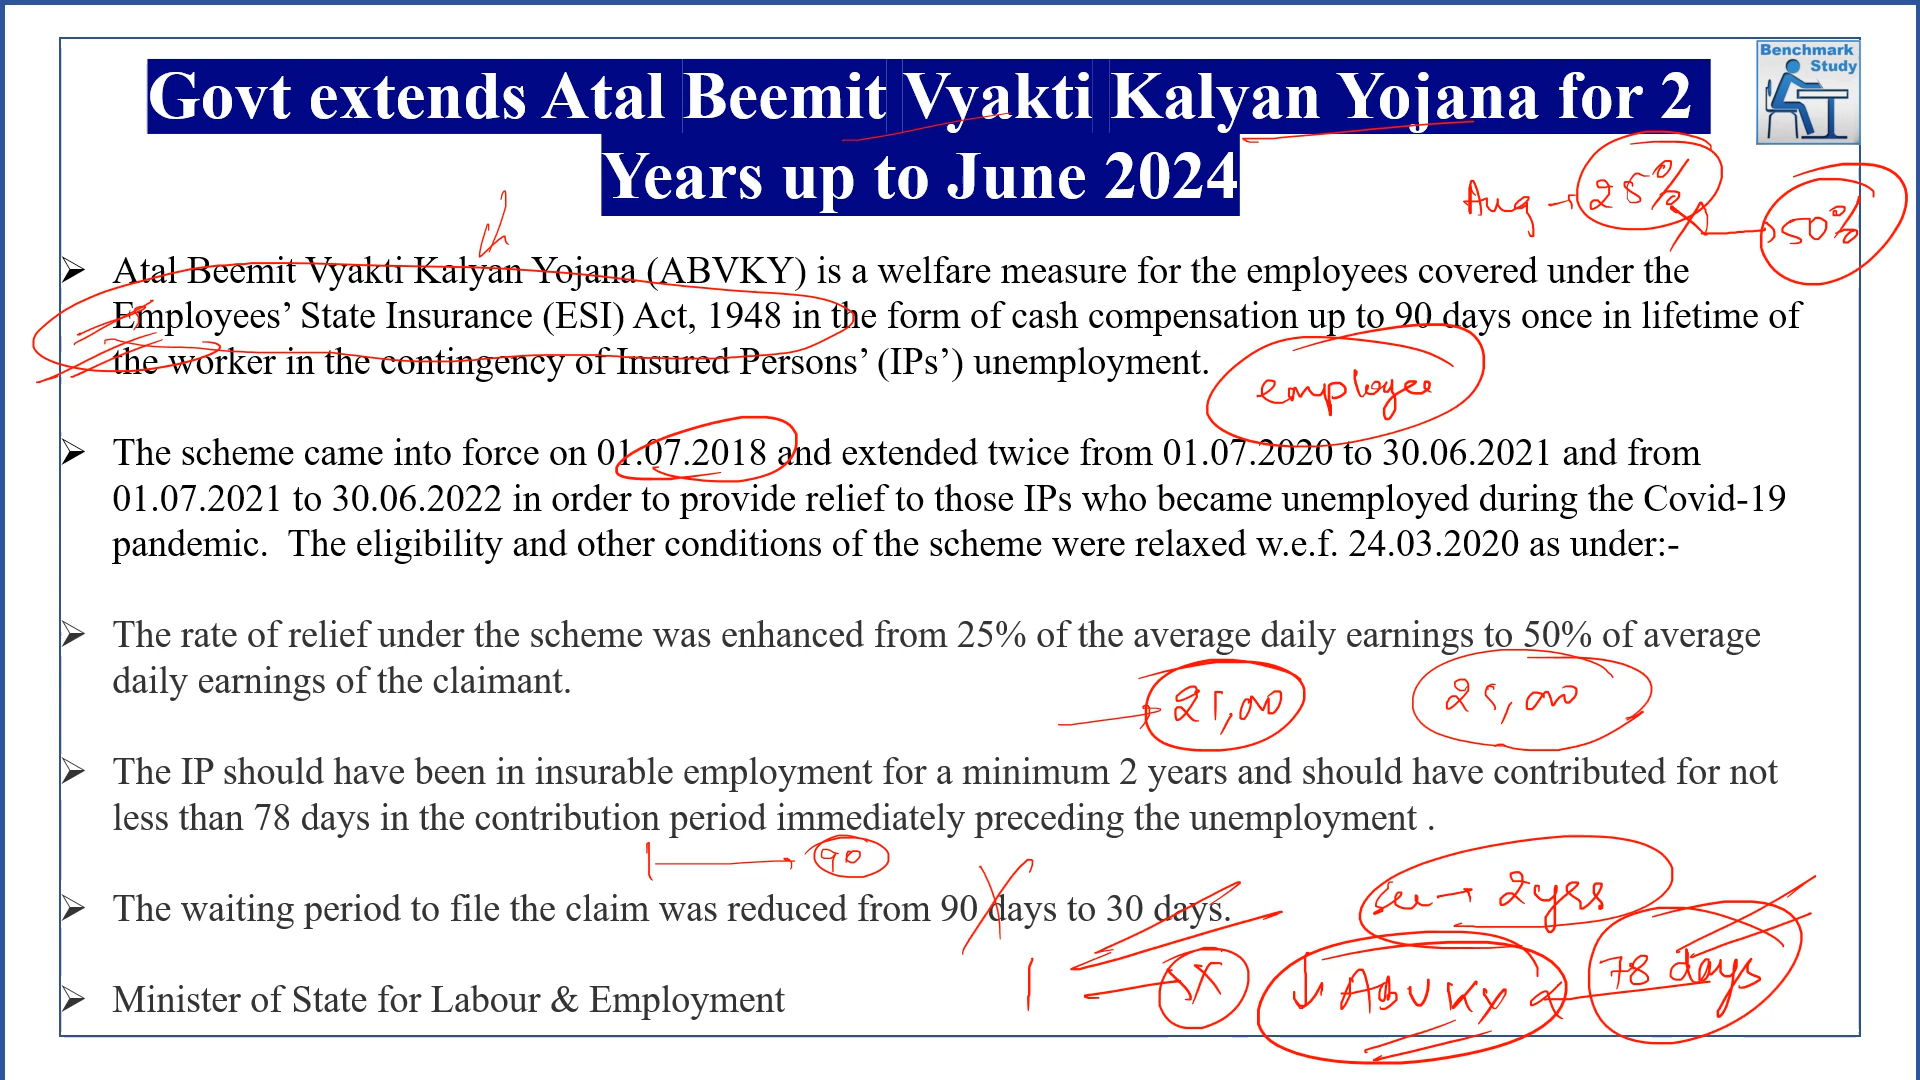 Benchmark
Study
Govt extends Atal Beemit Vyakti Kalyan Yojana for 2
Years up to June 2024
Aug → 25% → 50%
➢ Atal Beemit Vyakti Kalyan Yojana (ABVKY) is a welfare measure for the employees covered under the
Employees’ State Insurance (ESI) Act, 1948 in the form of cash compensation up to 90 days once in lifetime of
the worker in the contingency of Insured Persons’ (IPs’) unemployment.
employee
➢ The scheme came into force on 01.07.2018 and extended twice from 01.07.2020 to 30.06.2021 and from
01.07.2021 to 30.06.2022 in order to provide relief to those IPs who became unemployed during the Covid-19
pandemic.  The eligibility and other conditions of the scheme were relaxed w.e.f. 24.03.2020 as under:-
➢ The rate of relief under the scheme was enhanced from 25% of the average daily earnings to 50% of average
daily earnings of the claimant.
➢ The IP should have been in insurable employment for a minimum 2 years and should have contributed for not
less than 78 days in the contribution period immediately preceding the unemployment .
90
➢ The waiting period to file the claim was reduced from 90 days to 30 days.
2yrs
78 days
ABVKY
➢ Minister of State for Labour & Employment